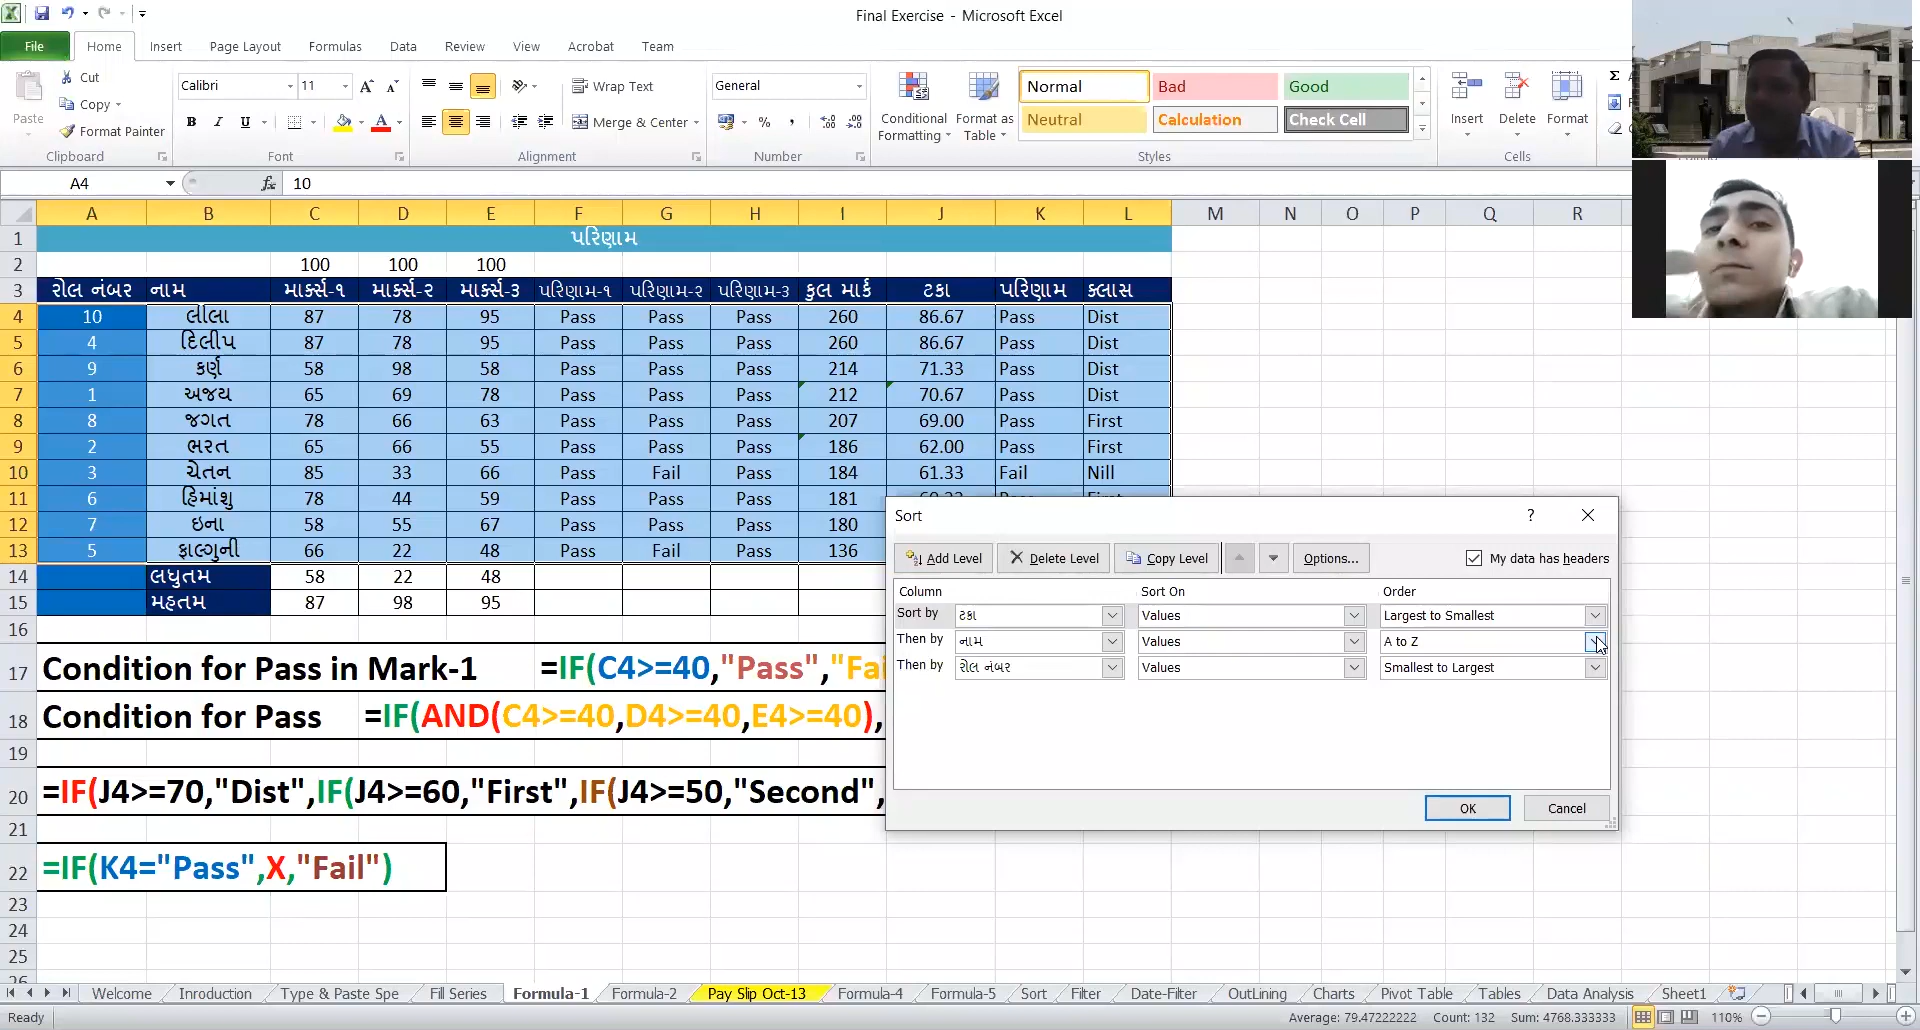 Final Exercise - Microsoft Excel
File Home Insert Page Layout Formulas Data Review View Acrobat Team
Cut
Copy
Format Painter
Paste
Calibri 11
Wrap Text
Merge & Center
General
Conditional Formatting
Format as Table
Normal Bad Good
Neutral Calculation Check Cell
Insert Delete Format
Clipboard Font Alignment Number Styles Cells
A4 fx 10
A B C D E F G H I J K L M N O P Q R
1 પરિણામ
2 100 100 100
3 રોલ નંબર નામ માર્ક્સ-૧ માર્ક્સ-૨ માર્ક્સ-૩ પરિણામ-૧ પરિણામ-૨ પરિણામ-૩ કુલ માર્ક ટકા પરિણામ ક્લાસ
4 10 લીલા 87 78 95 Pass Pass Pass 260 86.67 Pass Dist
5 4 દિલીપ 87 78 95 Pass Pass Pass 260 86.67 Pass Dist
6 9 કર્ણ 58 98 58 Pass Pass Pass 214 71.33 Pass Dist
7 1 અજય 65 69 78 Pass Pass Pass 212 70.67 Pass Dist
8 8 જગત 78 66 63 Pass Pass Pass 207 69.00 Pass First
9 2 ભરત 65 66 55 Pass Pass Pass 186 62.00 Pass First
10 3 ચેતન 85 33 66 Pass Fail Pass 184 61.33 Fail Nill
11 6 હિમાંશુ 78 44 59 Pass Pass Pass 181
12 7 ઇના 58 55 67 Pass Pass Pass 180
13 5 ફાલ્ગુની 66 22 48 Pass Fail Pass 136
14 લઘુતમ 58 22 48
15 મહતમ 87 98 95
16
17 Condition for Pass in Mark-1 =IF(C4>=40,"Pass","Fai
18 Condition for Pass =IF(AND(C4>=40,D4>=40,E4>=40),
19
20 =IF(J4>=70,"Dist",IF(J4>=60,"First",IF(J4>=50,"Second",
21
22 =IF(K4="Pass",X,"Fail")
23
24
25
26
Sort ?
Add Level Delete Level Copy Level Options... My data has headers
Column Sort On Order
Sort by ટકા Values Largest to Smallest
Then by નામ Values A to Z
Then by રોલ નંબર Values Smallest to Largest
OK Cancel
Welcome Inroduction Type & Paste Spe Fill Series Formula-1 Formula-2 Pay Slip Oct-13 Formula-4 Formula-5 Sort Filter Date-Filter OutLining Charts Pivot Table Tables Data Analysis Sheet1
Ready Average: 79.47222222 Count: 132 Sum: 4768.333333 110%